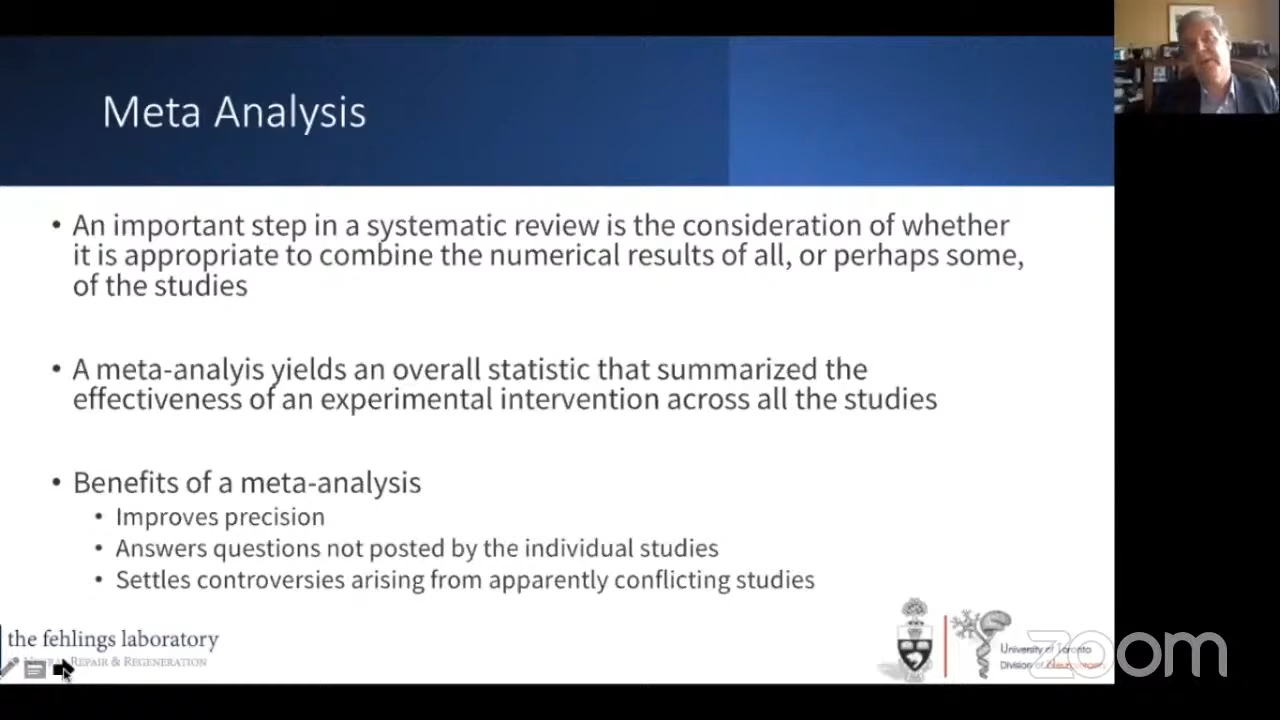 Meta Analysis
• An important step in a systematic review is the consideration of whether
it is appropriate to combine the numerical results of all, or perhaps some,
of the studies
• A meta-analyis yields an overall statistic that summarized the
effectiveness of an experimental intervention across all the studies
• Benefits of a meta-analysis
• Improves precision
• Answers questions not posted by the individual studies
• Settles controversies arising from apparently conflicting studies
the fehlings laboratory
Neural Repair & Regeneration
University of Toronto
Division of Neurosurgery
zoom